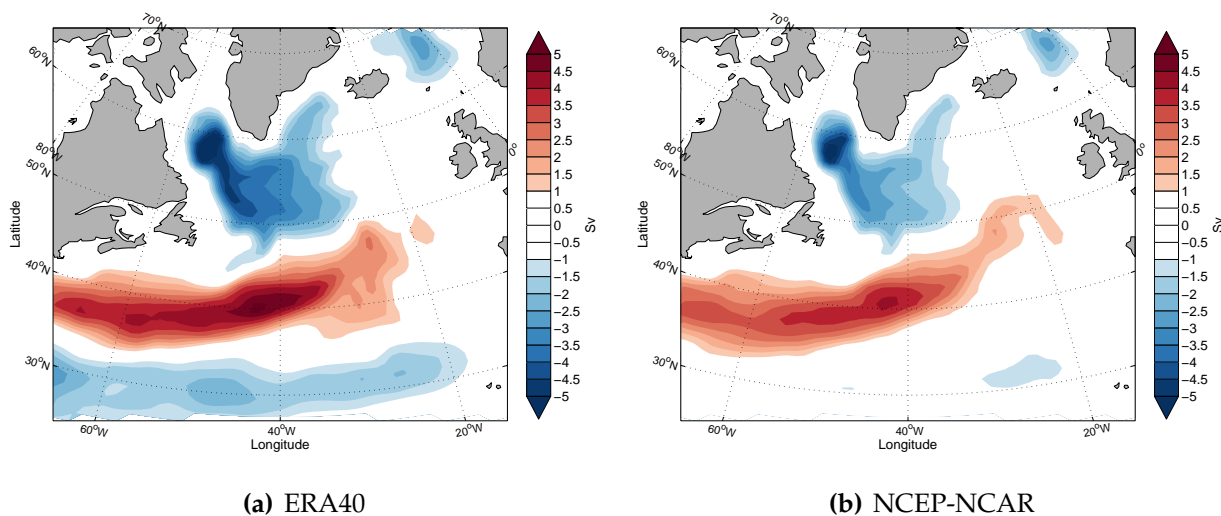 70°N
60°N
80°W
50°N
40°N
30°N
60°W
40°W
20°W
0°
Latitude
Longitude
5
4.5
4
3.5
3
2.5
2
1.5
1
0.5
0
−0.5
−1
−1.5
−2
−2.5
−3
−3.5
−4
−4.5
−5
Sv
(a) ERA40
70°N
60°N
80°W
50°N
40°N
30°N
60°W
40°W
20°W
0°
Latitude
Longitude
5
4.5
4
3.5
3
2.5
2
1.5
1
0.5
0
−0.5
−1
−1.5
−2
−2.5
−3
−3.5
−4
−4.5
−5
Sv
(b) NCEP-NCAR